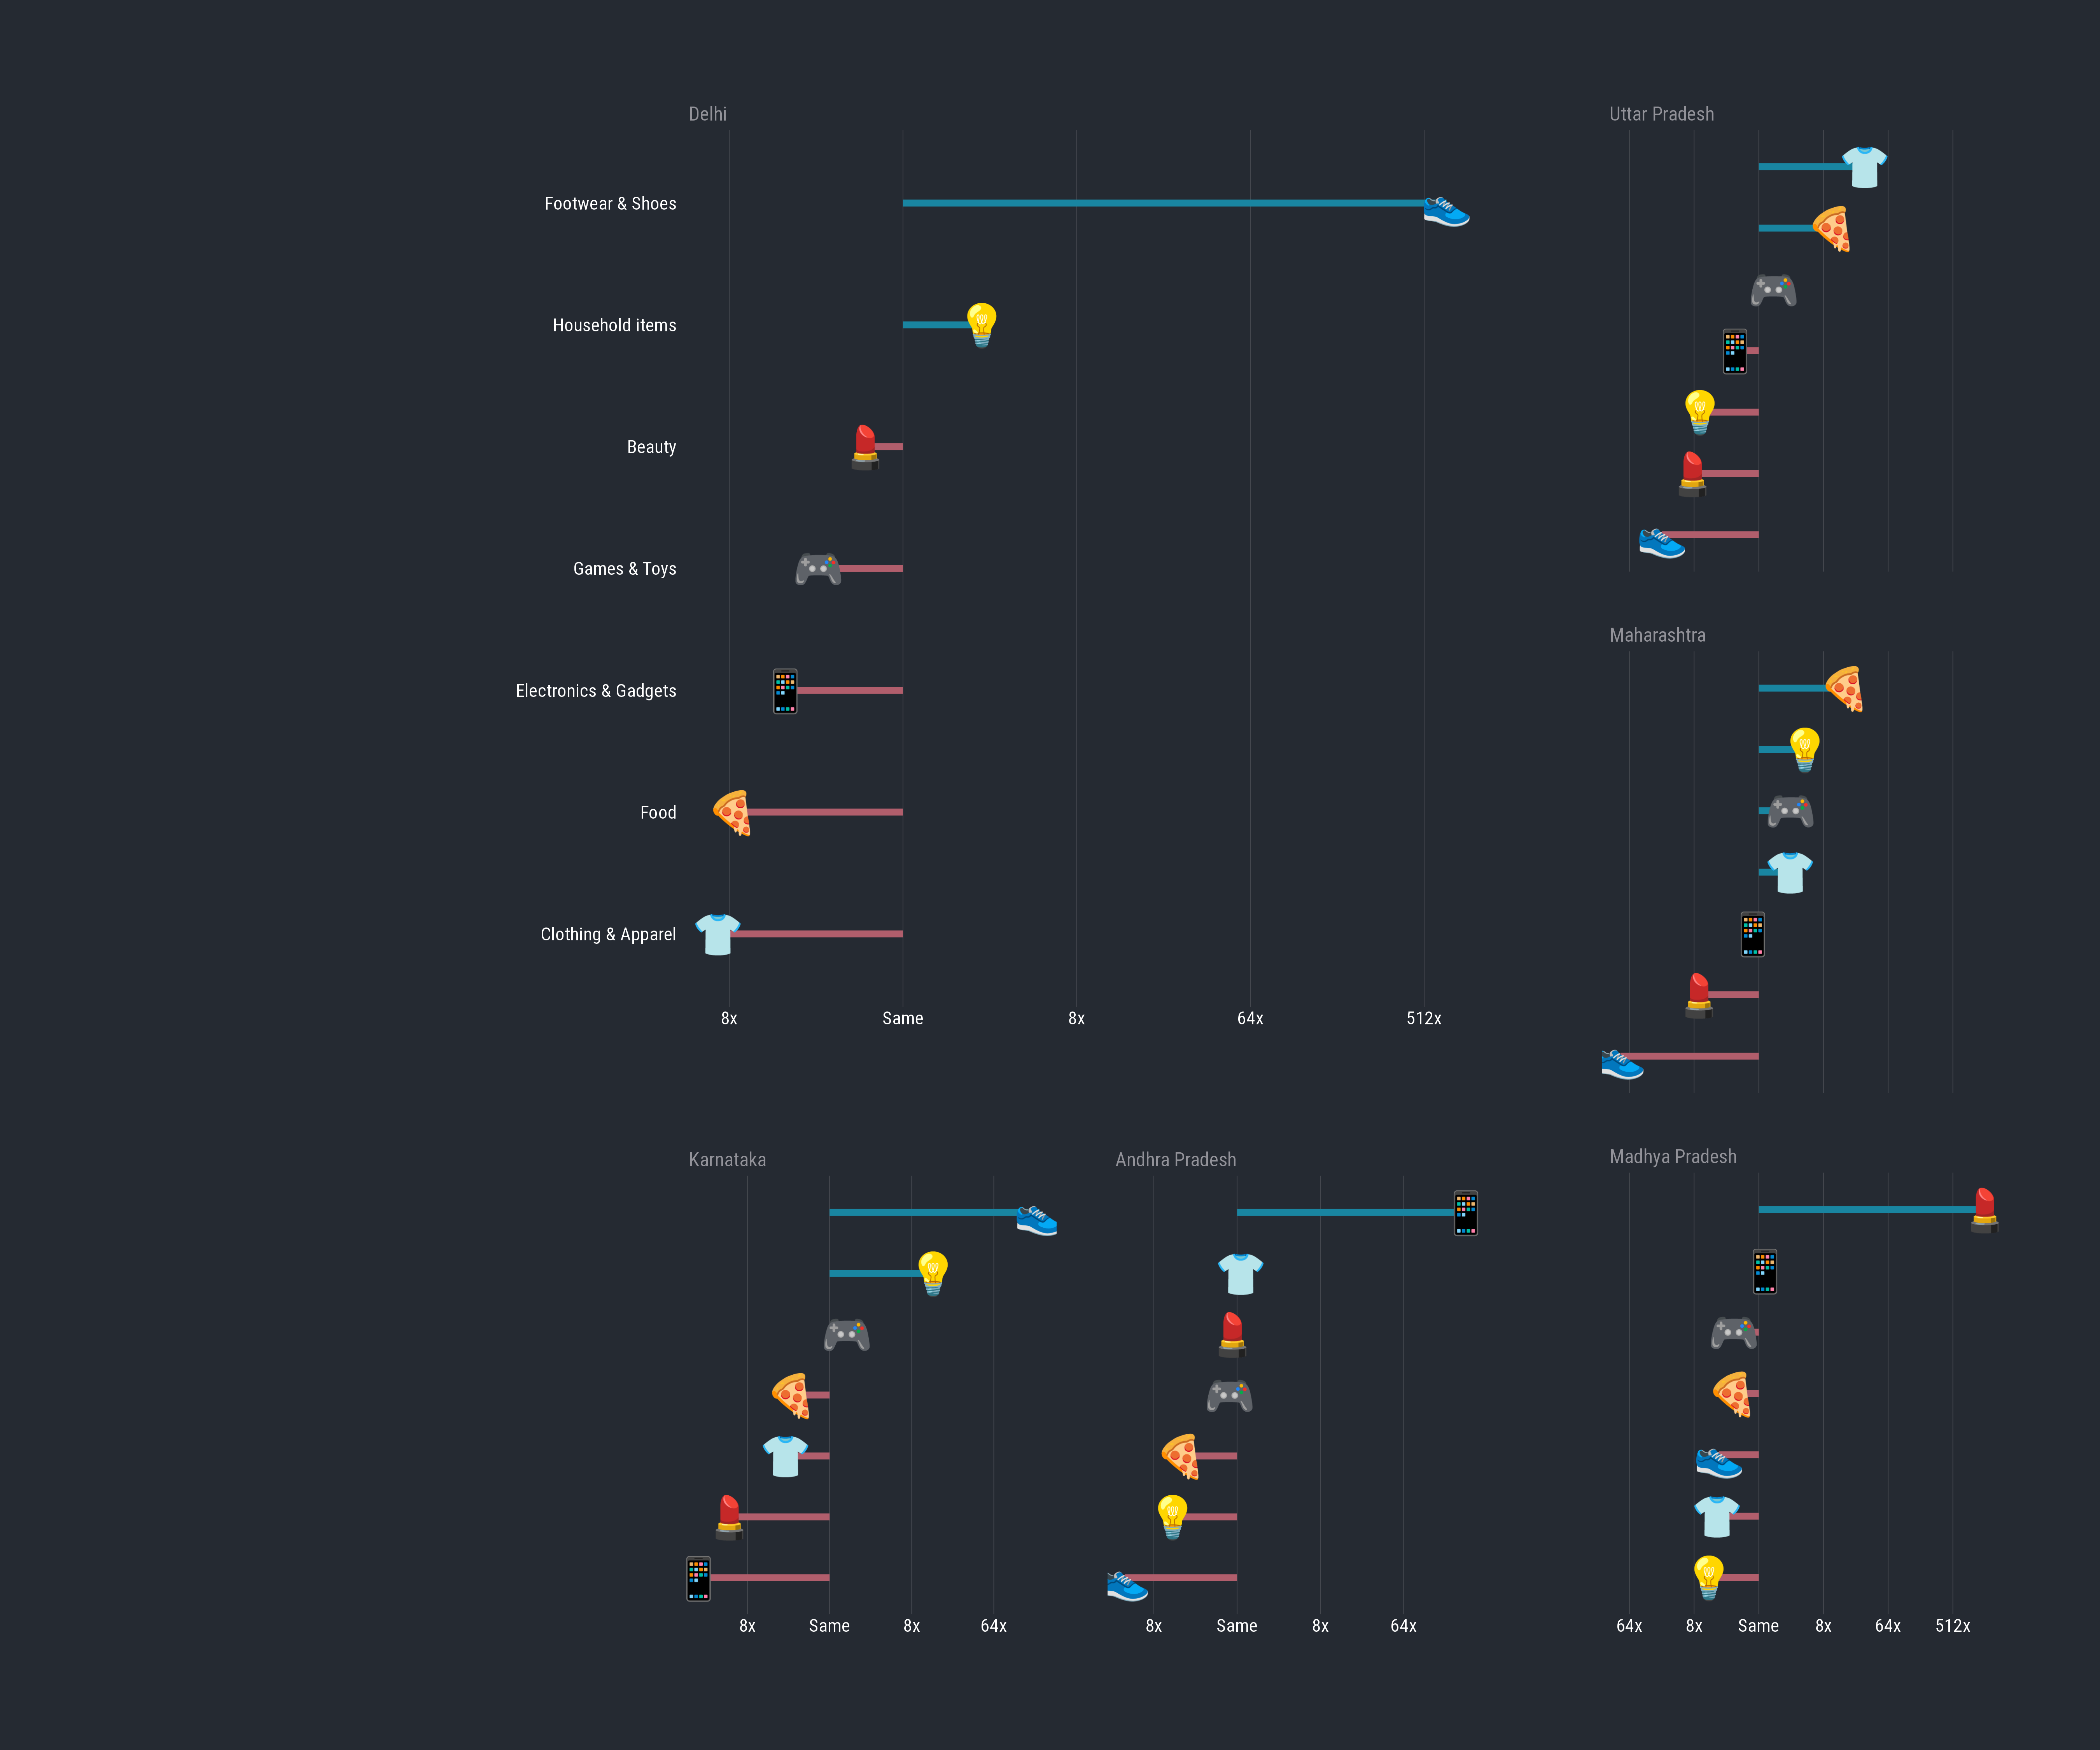 Delhi
Footwear & Shoes
Household items
Beauty
Games & Toys
Electronics & Gadgets
Food
Clothing & Apparel
8x Same 8x 64x 512x
Uttar Pradesh
Maharashtra
Karnataka
8x Same 8x 64x
Andhra Pradesh
8x Same 8x 64x
Madhya Pradesh
64x 8x Same 8x 64x 512x